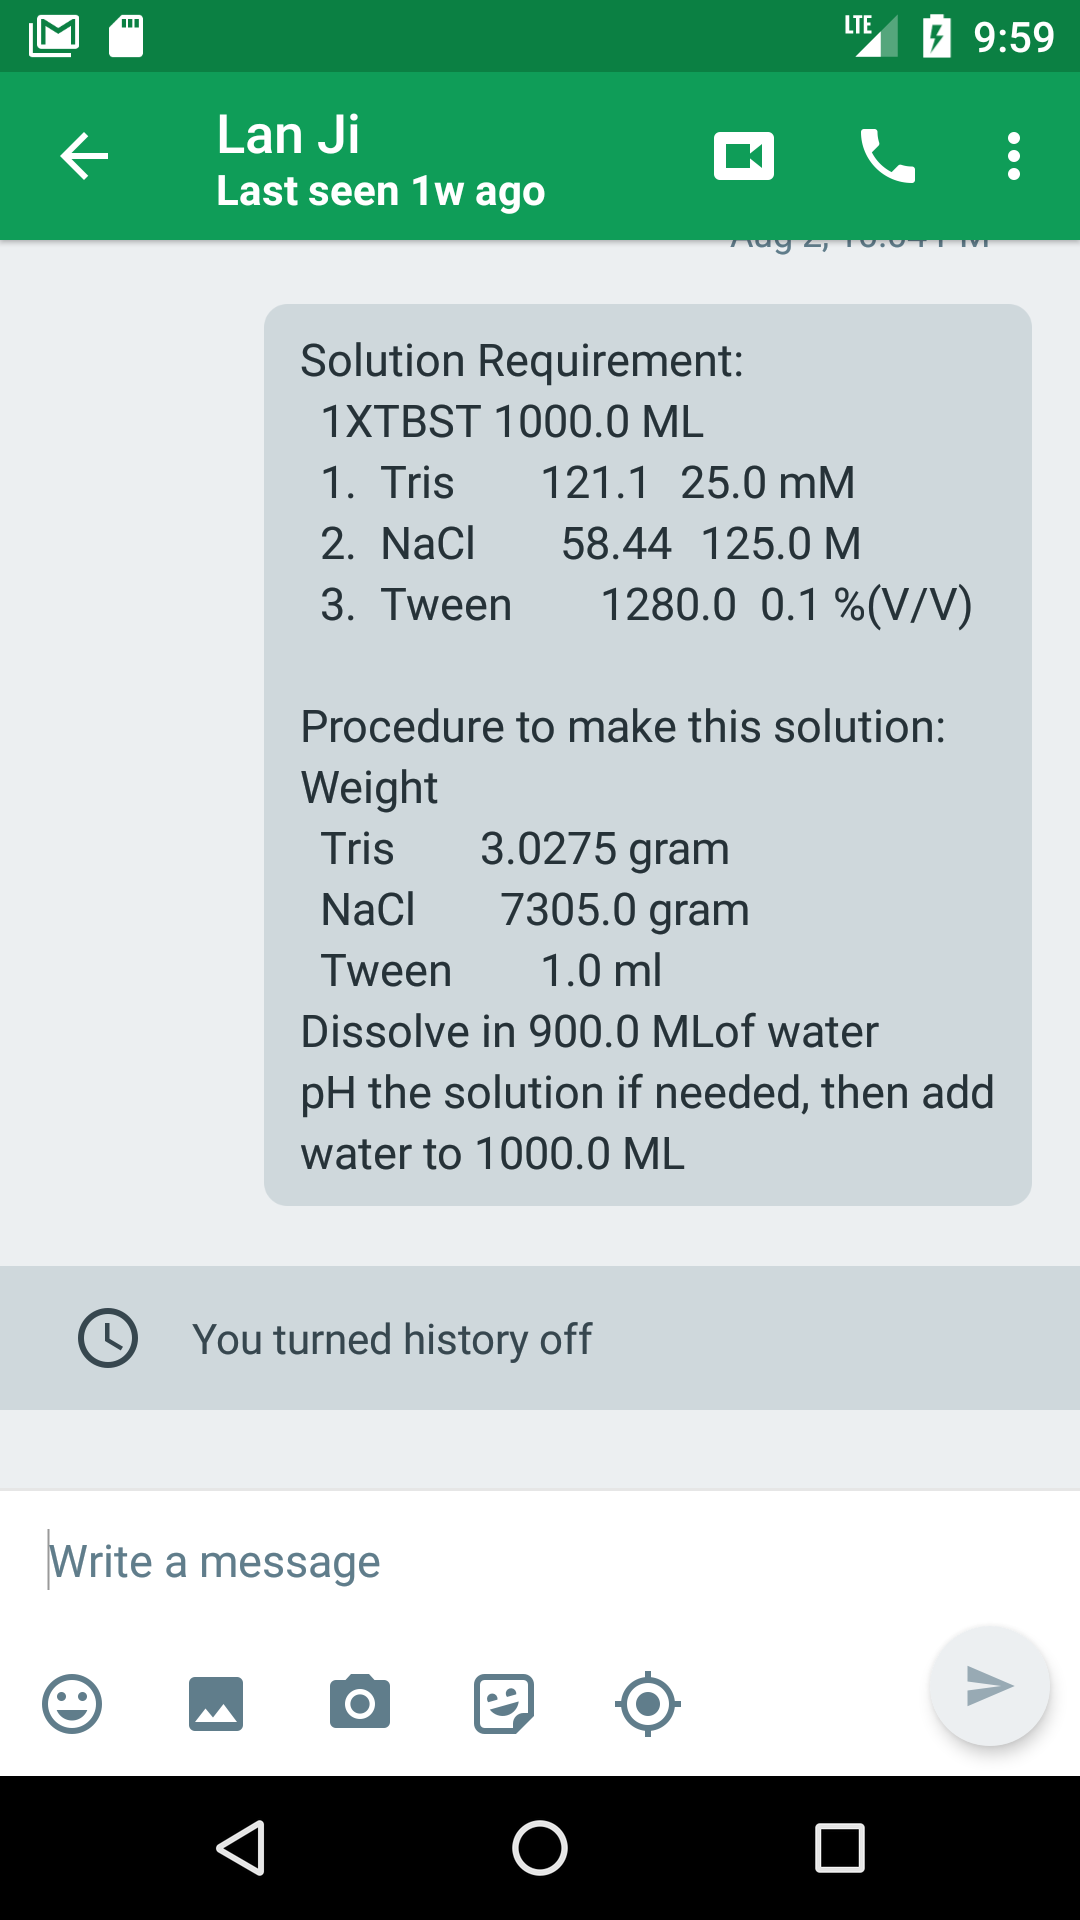 LTE 9:59
Lan Ji
Last seen 1w ago
Solution Requirement:
1XTBST 1000.0 ML
1. Tris 121.1 25.0 mM
2. NaCl 58.44 125.0 M
3. Tween 1280.0 0.1 %(V/V)
Procedure to make this solution:
Weight
Tris 3.0275 gram
NaCl 7305.0 gram
Tween 1.0 ml
Dissolve in 900.0 MLof water
pH the solution if needed, then add
water to 1000.0 ML
You turned history off
Write a message